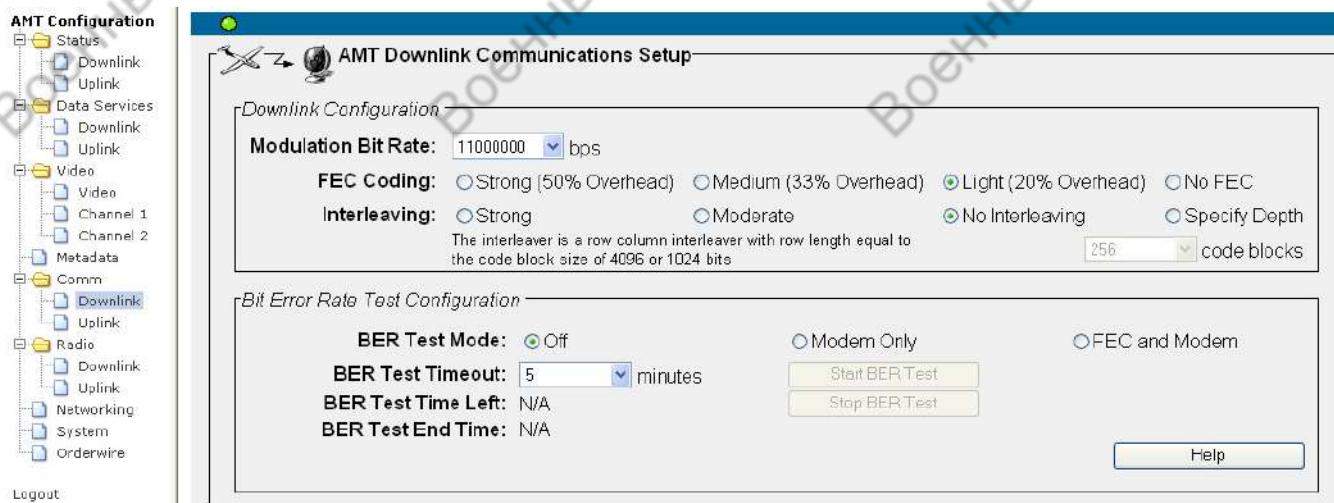 AMT Configuration
Status
Downlink
Uplink
Data Services
Downlink
Uplink
Video
Video
Channel 1
Channel 2
Metadata
Comm
Downlink
Uplink
Radio
Downlink
Uplink
Networking
System
Orderwire
Logout
AMT Downlink Communications Setup
Downlink Configuration
Modulation Bit Rate: 11000000 bps
FEC Coding: Strong (50% Overhead) Medium (33% Overhead) Light (20% Overhead) No FEC
Interleaving: Strong Moderate No Interleaving Specify Depth
The interleaver is a row column interleaver with row length equal to
the code block size of 4096 or 1024 bits
256 code blocks
Bit Error Rate Test Configuration
BER Test Mode: Off Modem Only FEC and Modem
BER Test Timeout: 5 minutes Start BER Test
BER Test Time Left: N/A Stop BER Test
BER Test End Time: N/A
Help